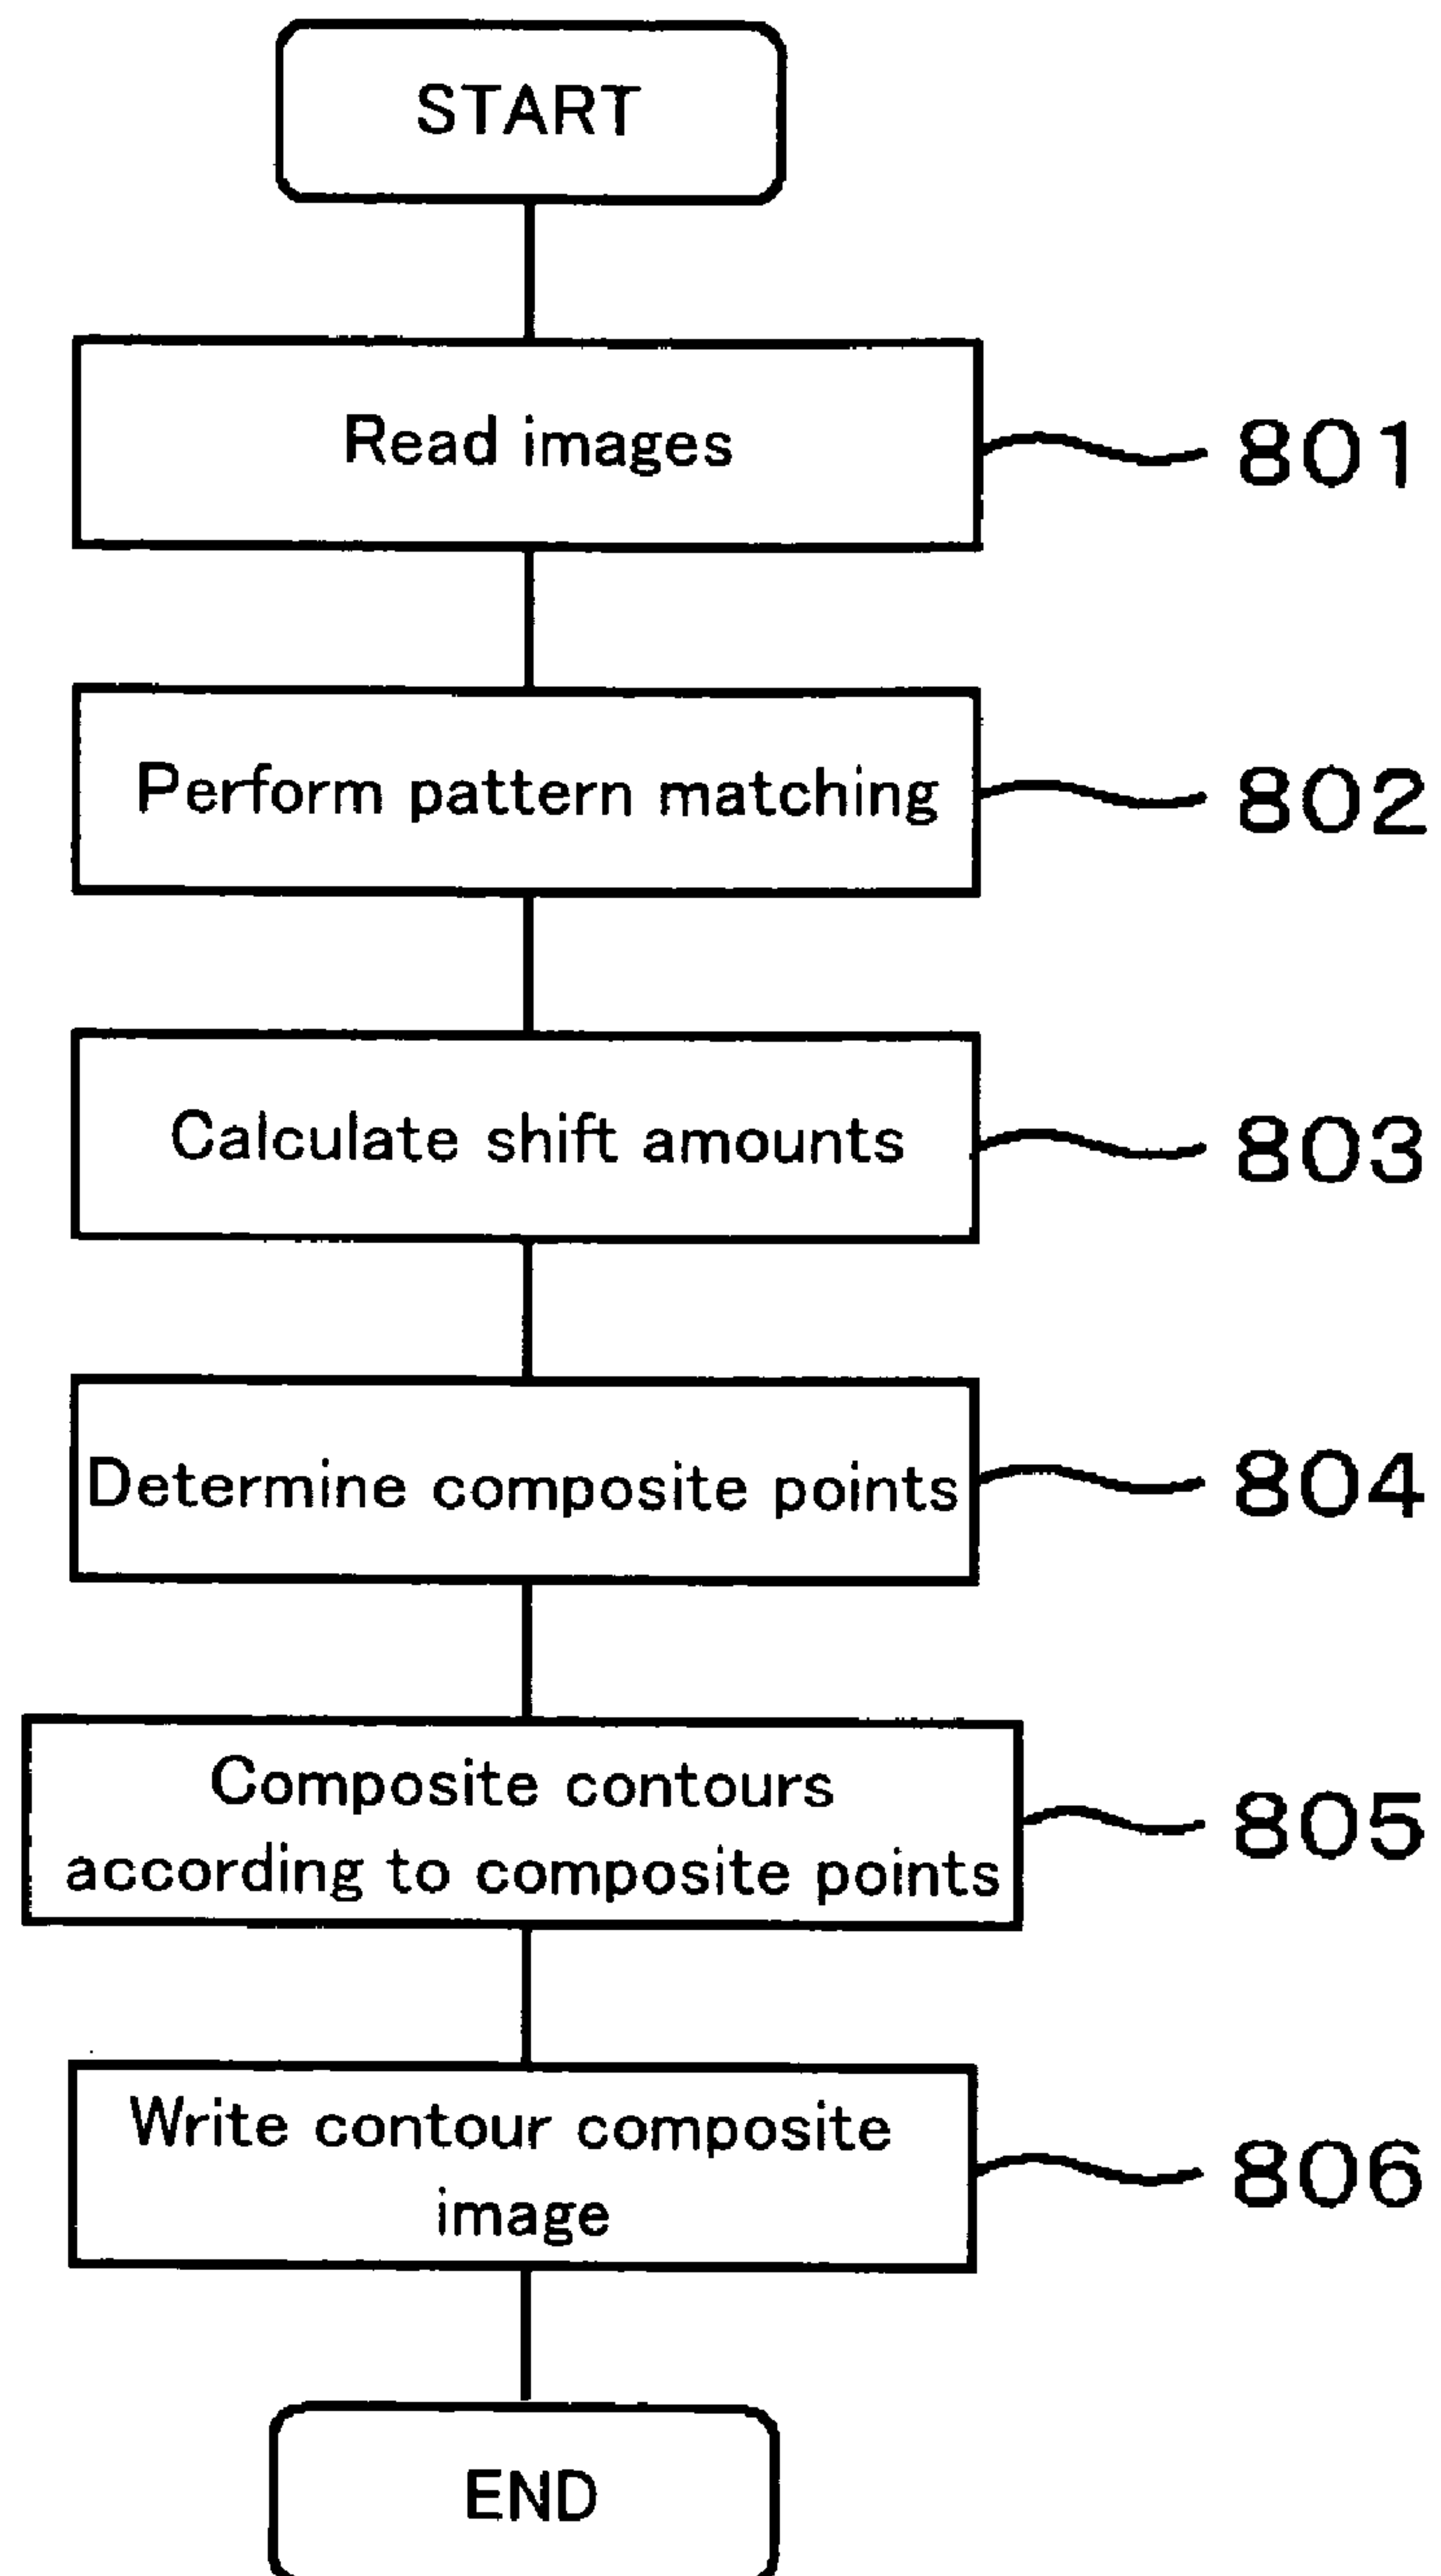 START
Read images
801
Perform pattern matching
802
Calculate shift amounts
803
Determine composite points
804
Composite contours
according to composite points
805
Write contour composite
image
806
END